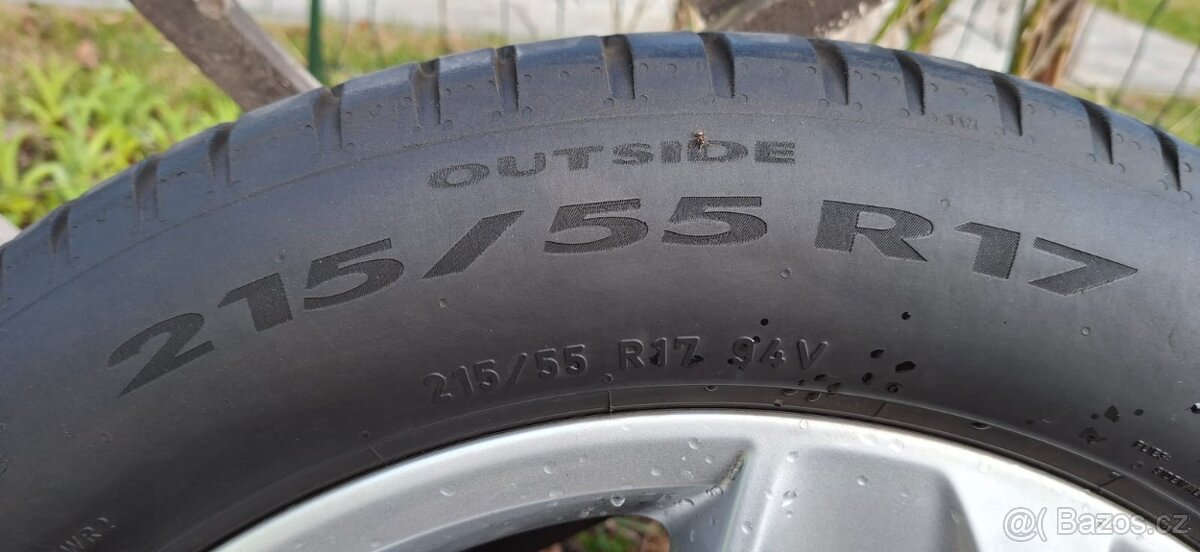 OUTSIDE
215/55 R17
215/55 R17 94V
@( Bazos.cz